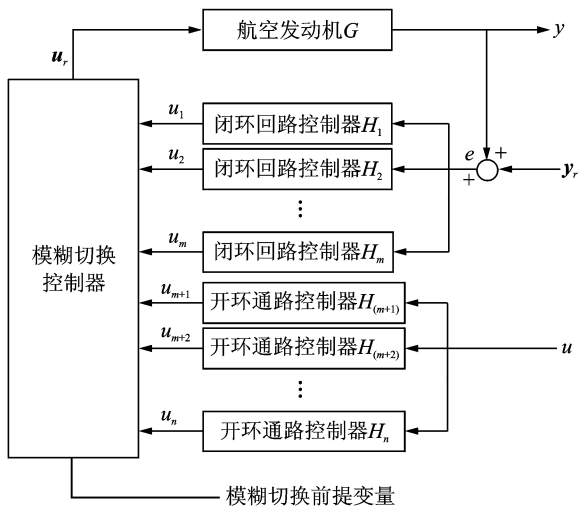 航空发动机G
y
u_r
u_1
闭环回路控制器H_1
u_2
闭环回路控制器H_2
e
+
+
y_r
⋮
u_m
闭环回路控制器H_m
模糊切换
控制器
u_{m+1}
开环通路控制器H_{(m+1)}
u_{m+2}
开环通路控制器H_{(m+2)}
u
⋮
u_n
开环通路控制器H_n
模糊切换前提变量